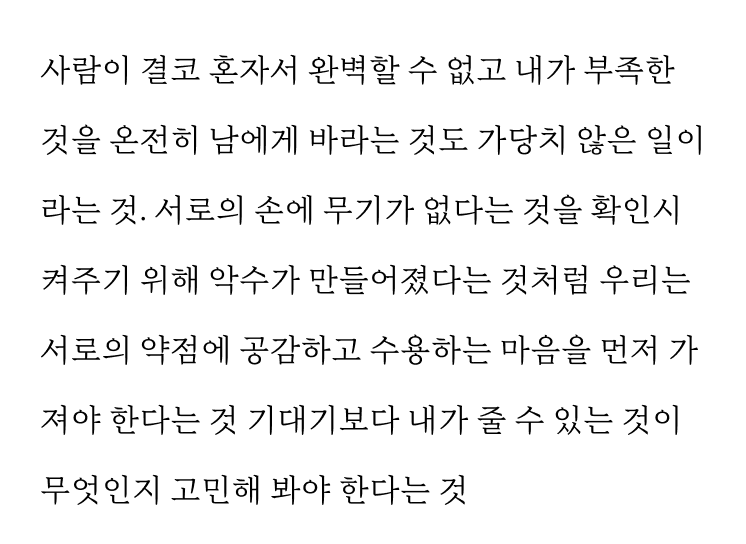 사람이 결코 혼자서 완벽할 수 없고 내가 부족한
것을 온전히 남에게 바라는 것도 가당치 않은 일이
라는 것. 서로의 손에 무기가 없다는 것을 확인시
켜주기 위해 악수가 만들어졌다는 것처럼 우리는
서로의 약점에 공감하고 수용하는 마음을 먼저 가
져야 한다는 것 기대기보다 내가 줄 수 있는 것이
무엇인지 고민해 봐야 한다는 것